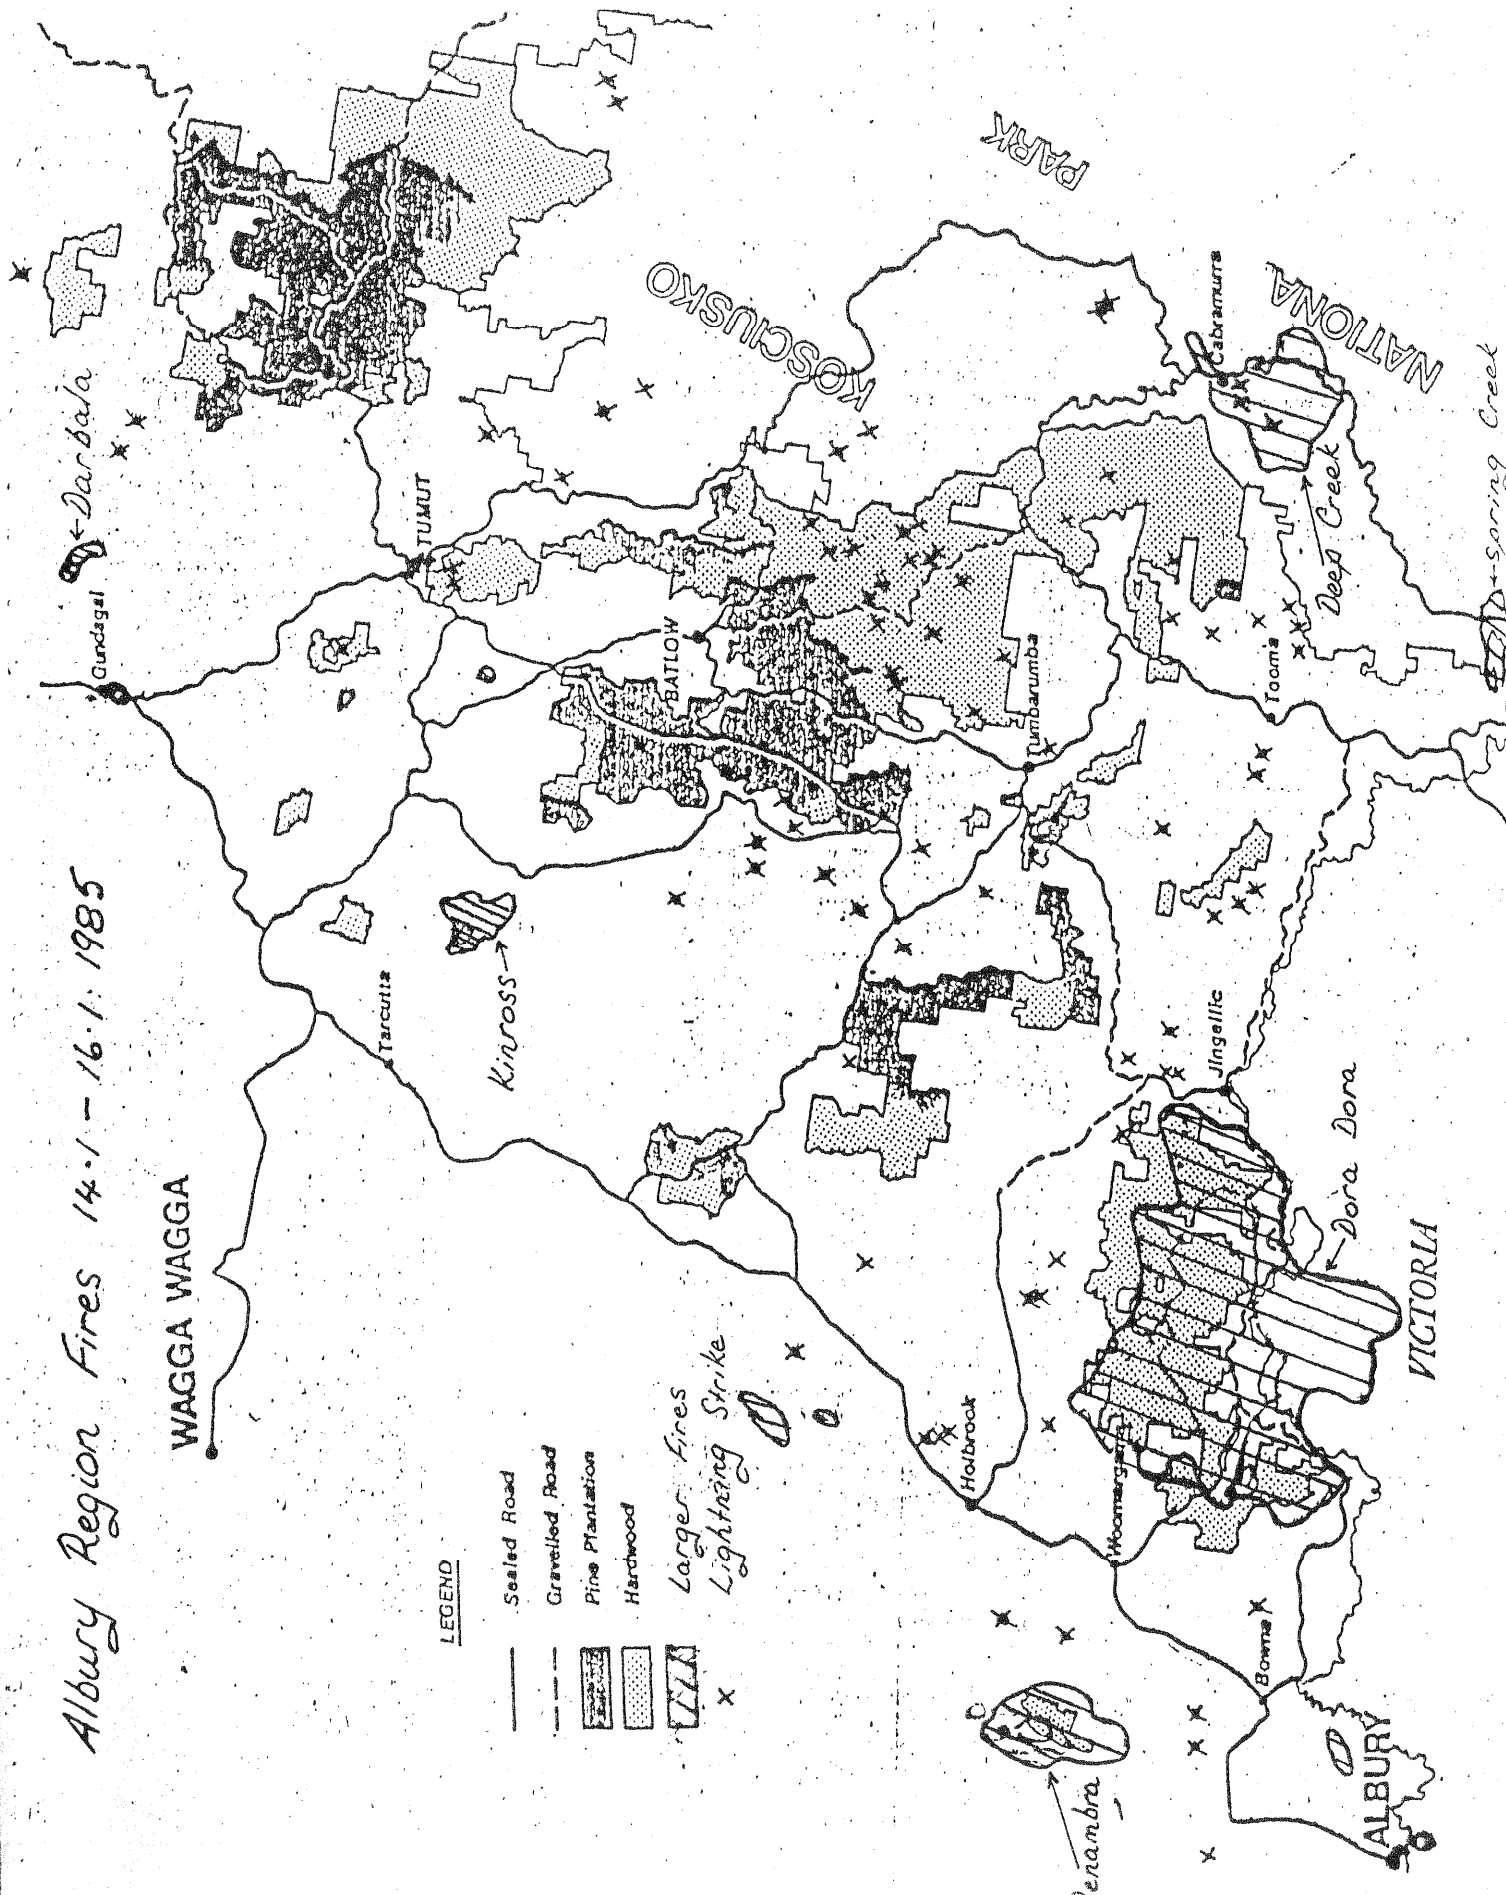 Albury Region Fires 14·1 – 16·1·1985
WAGGA WAGGA
LEGEND
Sealed Road
Gravelled Road
Pine Plantation
Hardwood
Larger Fires
x Lightning Strike
Gundagai
←Darbala
TUMUT
Tarcutta
Kinross→
BATLOW
KOSCIUSKO
NATIONA
PARK
Tumbarumba
Cabramurra
Deep Creek
Tooma
spring Creek
Jingellic
Holbrook
Woomargama
←Dora Dora
VICTORIA
Bowna
ALBURY
enambra